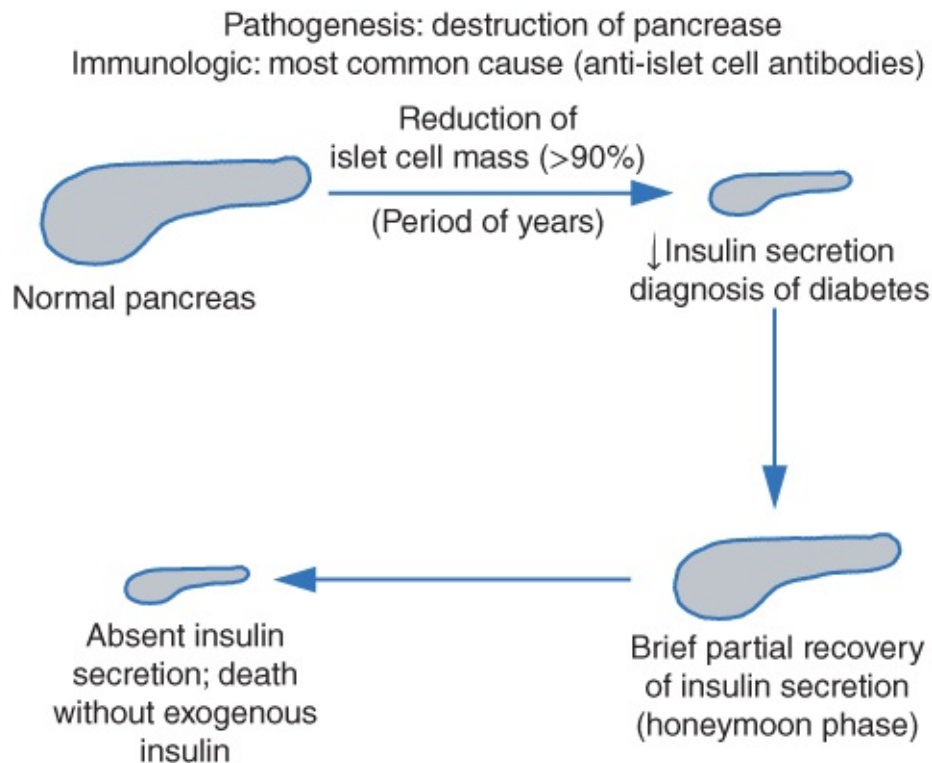 Pathogenesis: destruction of pancrease
Immunologic: most common cause (anti-islet cell antibodies)
Reduction of
islet cell mass (>90%)
(Period of years)
Normal pancreas
↓Insulin secretion
diagnosis of diabetes
Brief partial recovery
of insulin secretion
(honeymoon phase)
Absent insulin
secretion; death
without exogenous
insulin